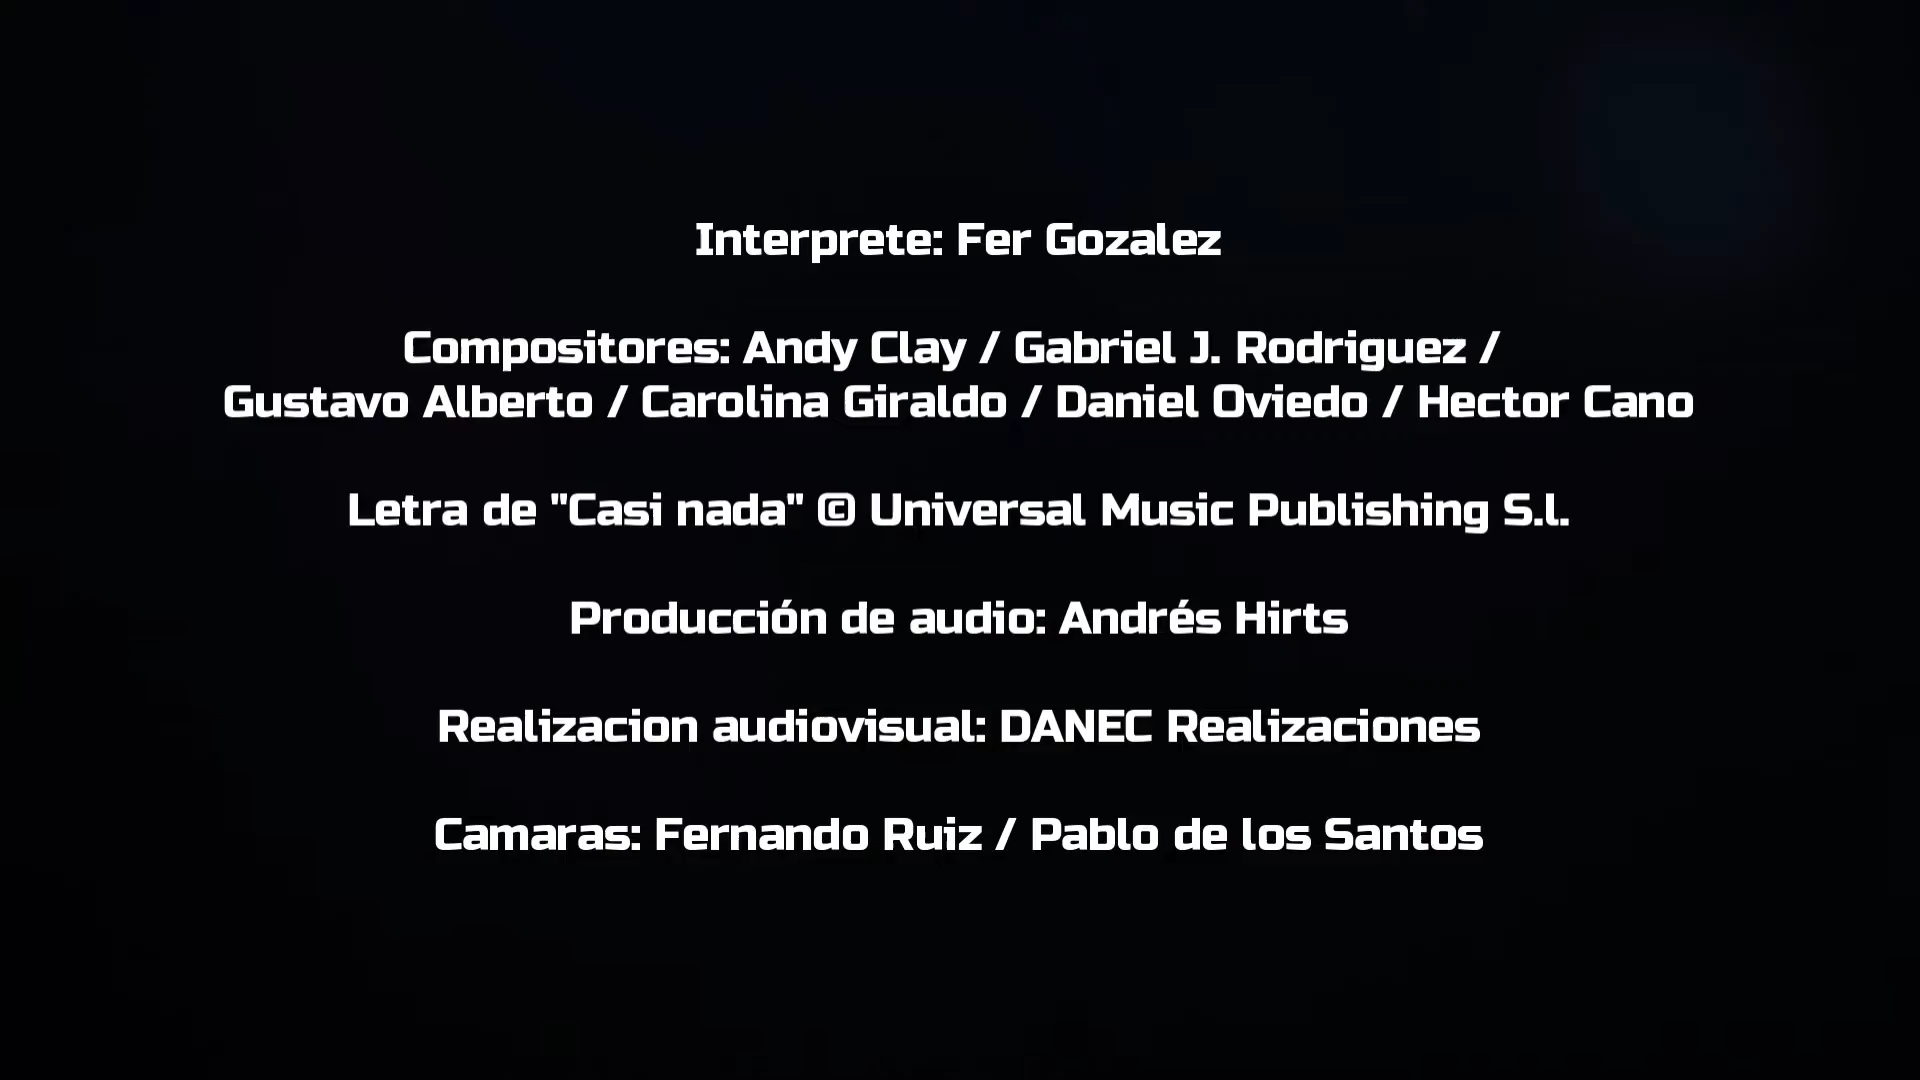 Interprete: Fer Gozalez
Compositores: Andy Clay / Gabriel J. Rodriguez /
Gustavo Alberto / Carolina Giraldo / Daniel Oviedo / Hector Cano
Letra de "Casi nada" © Universal Music Publishing S.l.
Producción de audio: Andrés Hirts
Realizacion audiovisual: DANEC Realizaciones
Camaras: Fernando Ruiz / Pablo de los Santos